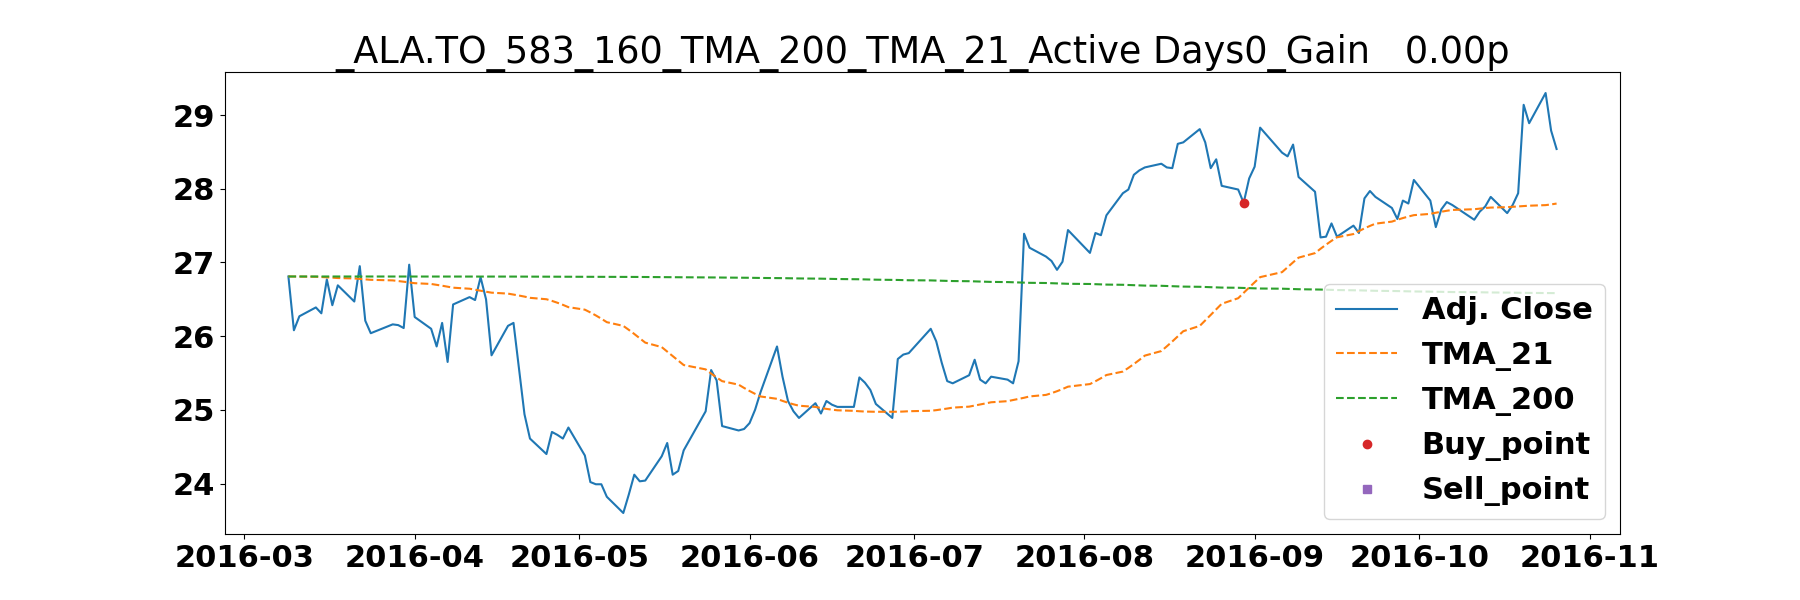 _ALA.TO_583_160_TMA_200_TMA_21_Active Days0_Gain   0.00p
29
28
27
26
25
24
Adj. Close
TMA_21
TMA_200
Buy_point
Sell_point
2016-03 2016-04 2016-05 2016-06 2016-07 2016-08 2016-09 2016-10 2016-11